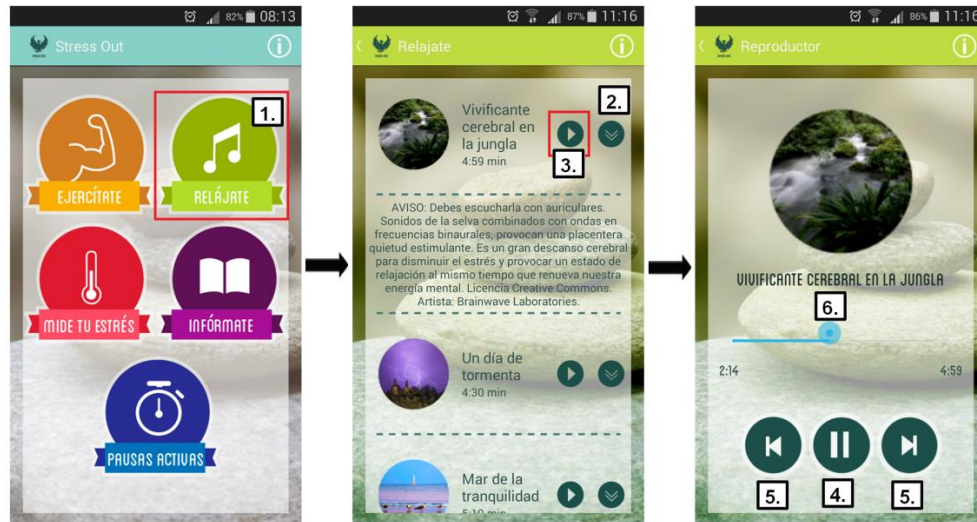 82% 08:13
Stress Out
1.
EJERCÍTATE
RELÁJATE
MIDE TU ESTRÉS
INFÓRMATE
PAUSAS ACTIVAS
87% 11:16
Relajate
2.
Vivificante
cerebral en
la jungla
4:59 min
3.
AVISO: Debes escucharla con auriculares.
Sonidos de la selva combinados con ondas en
frecuencias binaurales, provocan una placentera
quietud estimulante. Es un gran descanso cerebral
para disminuir el estrés y provocar un estado de
relajación al mismo tiempo que renueva nuestra
energía mental. Licencia Creative Commons.
Artista: Brainwave Laboratories.
Un día de
tormenta
4:30 min
Mar de la
tranquilidad
5:10 min
86% 11:16
Reproductor
VIVIFICANTE CEREBRAL EN LA JUNGLA
6.
2:14 4:59
5. 4. 5.